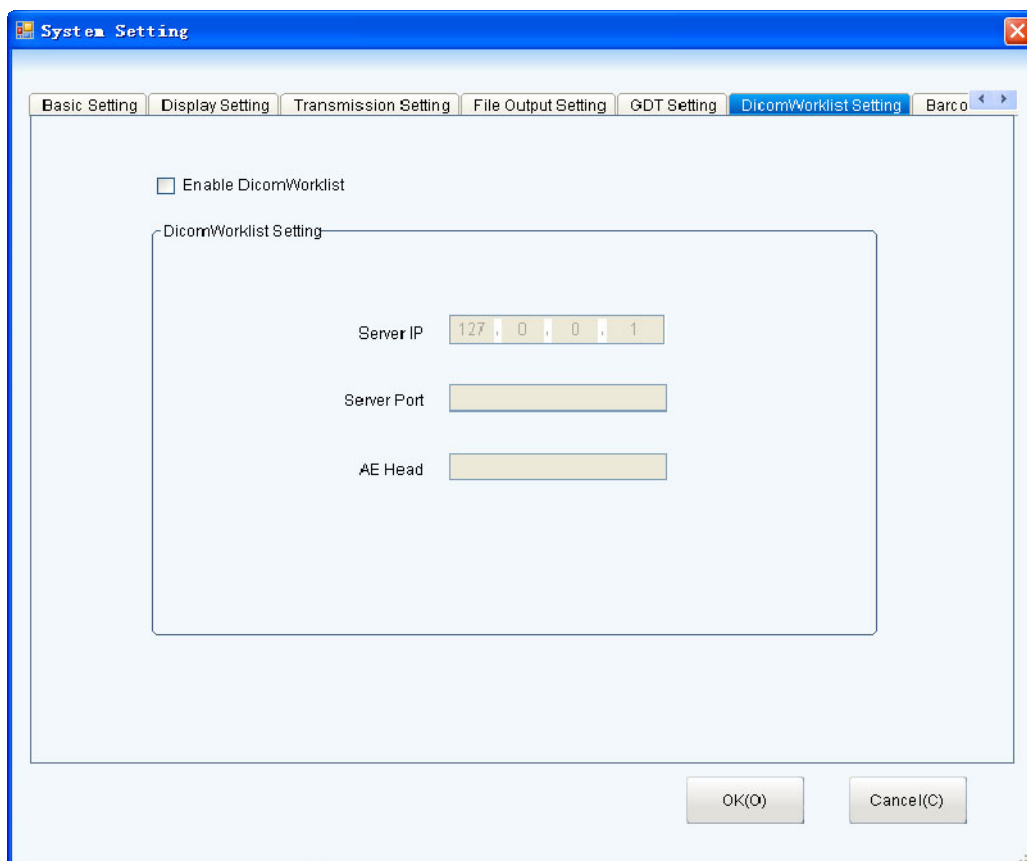 System Setting
Basic Setting Display Setting Transmission Setting File Output Setting GDT Setting DicomWorklist Setting Barco
Enable DicomWorklist
DicomWorklist Setting
Server IP 127 . 0 . 0 . 1
Server Port
AE Head
OK(O) Cancel(C)